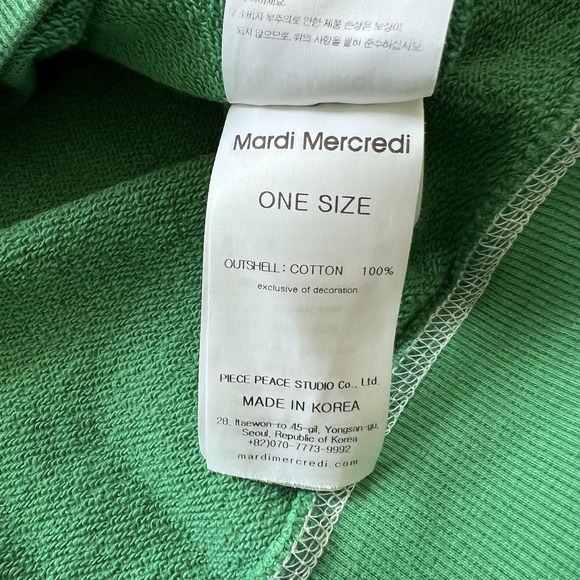 소비자 부주의로 인한 제품 손상은 보상이
되지 않으므로, 위의 사항을 필히 준수하십시오.
Mardi Mercredi
ONE SIZE
OUTSHELL : COTTON 100%
exclusive of decoration
PIECE PEACE STUDIO Co., Ltd.
MADE IN KOREA
28, Itaewon-ro 45-gil, Yongsan-gu,
Seoul, Republic of Korea
+82)070-7773-9992
mardimercredi.com